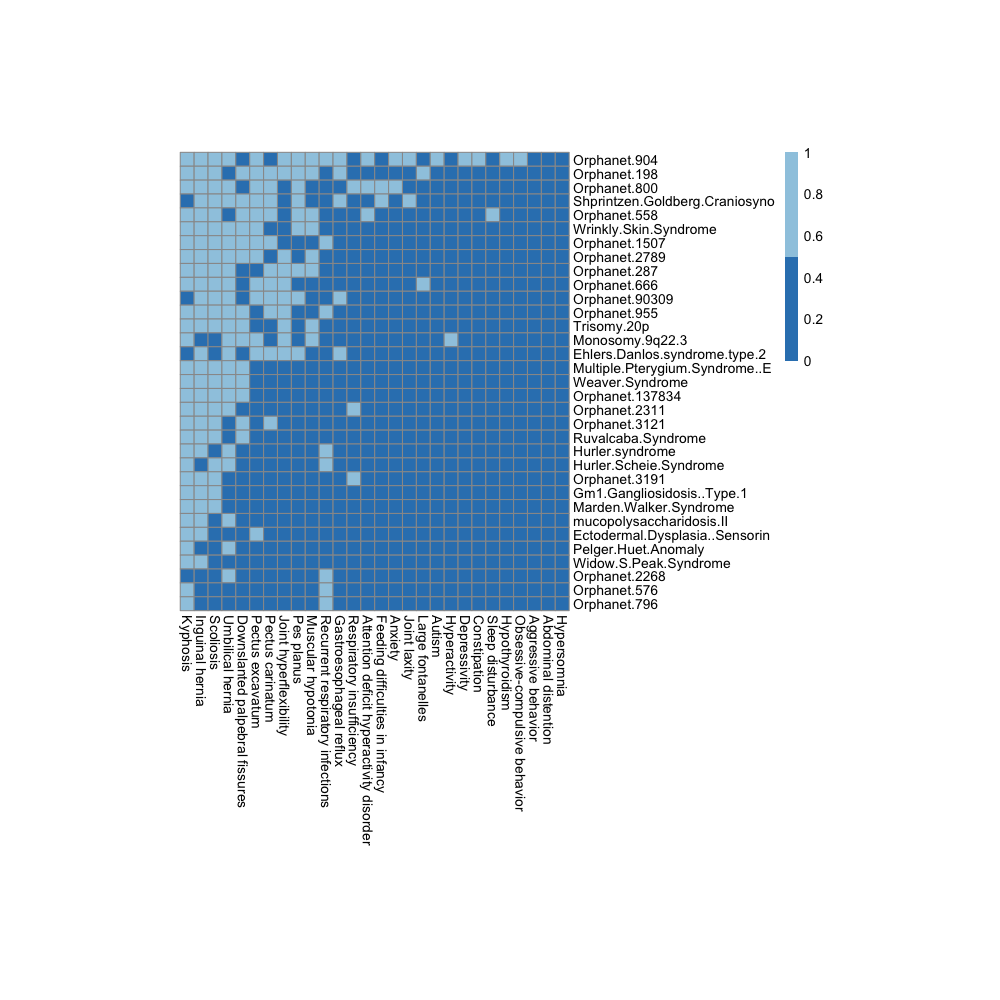 1
0.8
0.6
0.4
0.2
0
Orphanet.904
Orphanet.198
Orphanet.800
Shprintzen.Goldberg.Craniosyno
Orphanet.558
Wrinkly.Skin.Syndrome
Orphanet.1507
Orphanet.2789
Orphanet.287
Orphanet.666
Orphanet.90309
Orphanet.955
Trisomy.20p
Monosomy.9q22.3
Ehlers.Danlos.syndrome.type.2
Multiple.Pterygium.Syndrome..E
Weaver.Syndrome
Orphanet.137834
Orphanet.2311
Orphanet.3121
Ruvalcaba.Syndrome
Hurler.syndrome
Hurler.Scheie.Syndrome
Orphanet.3191
Gm1.Gangliosidosis..Type.1
Marden.Walker.Syndrome
mucopolysaccharidosis.II
Ectodermal.Dysplasia..Sensorin
Pelger.Huet.Anomaly
Widow.S.Peak.Syndrome
Orphanet.2268
Orphanet.576
Orphanet.796
Kyphosis
Inguinal hernia
Scoliosis
Umbilical hernia
Downslanted palpebral fissures
Pectus excavatum
Pectus carinatum
Joint hyperflexibility
Pes planus
Muscular hypotonia
Recurrent respiratory infections
Gastroesophageal reflux
Respiratory insufficiency
Attention deficit hyperactivity disorder
Feeding difficulties in infancy
Anxiety
Joint laxity
Large fontanelles
Autism
Hyperactivity
Depressivity
Constipation
Sleep disturbance
Hypothyroidism
Obsessive-compulsive behavior
Aggressive behavior
Abdominal distention
Hypersomnia